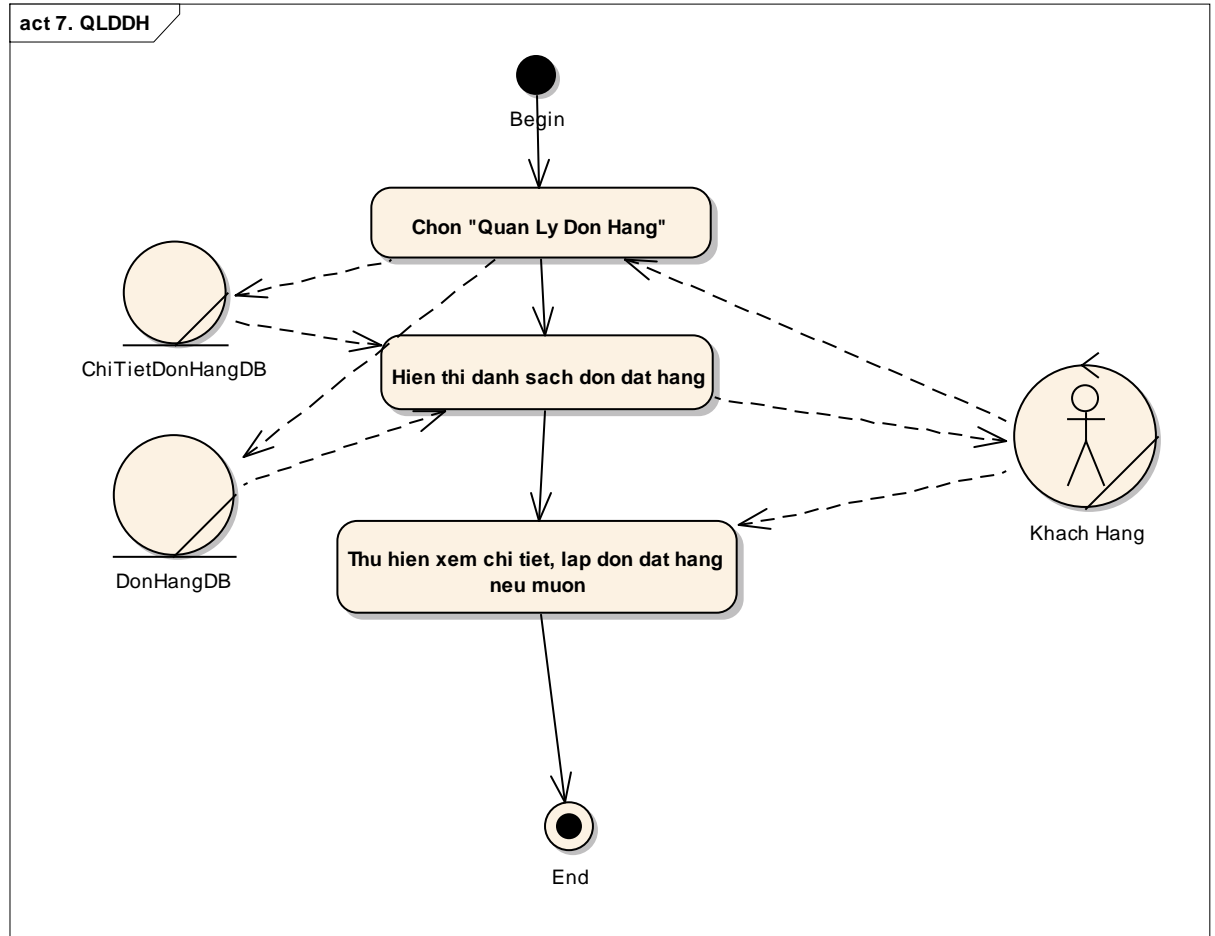 act 7. QLDDH
Begin
Chon "Quan Ly Don Hang"
ChiTietDonHangDB
Hien thi danh sach don dat hang
Khach Hang
DonHangDB
Thu hien xem chi tiet, lap don dat hang
neu muon
End